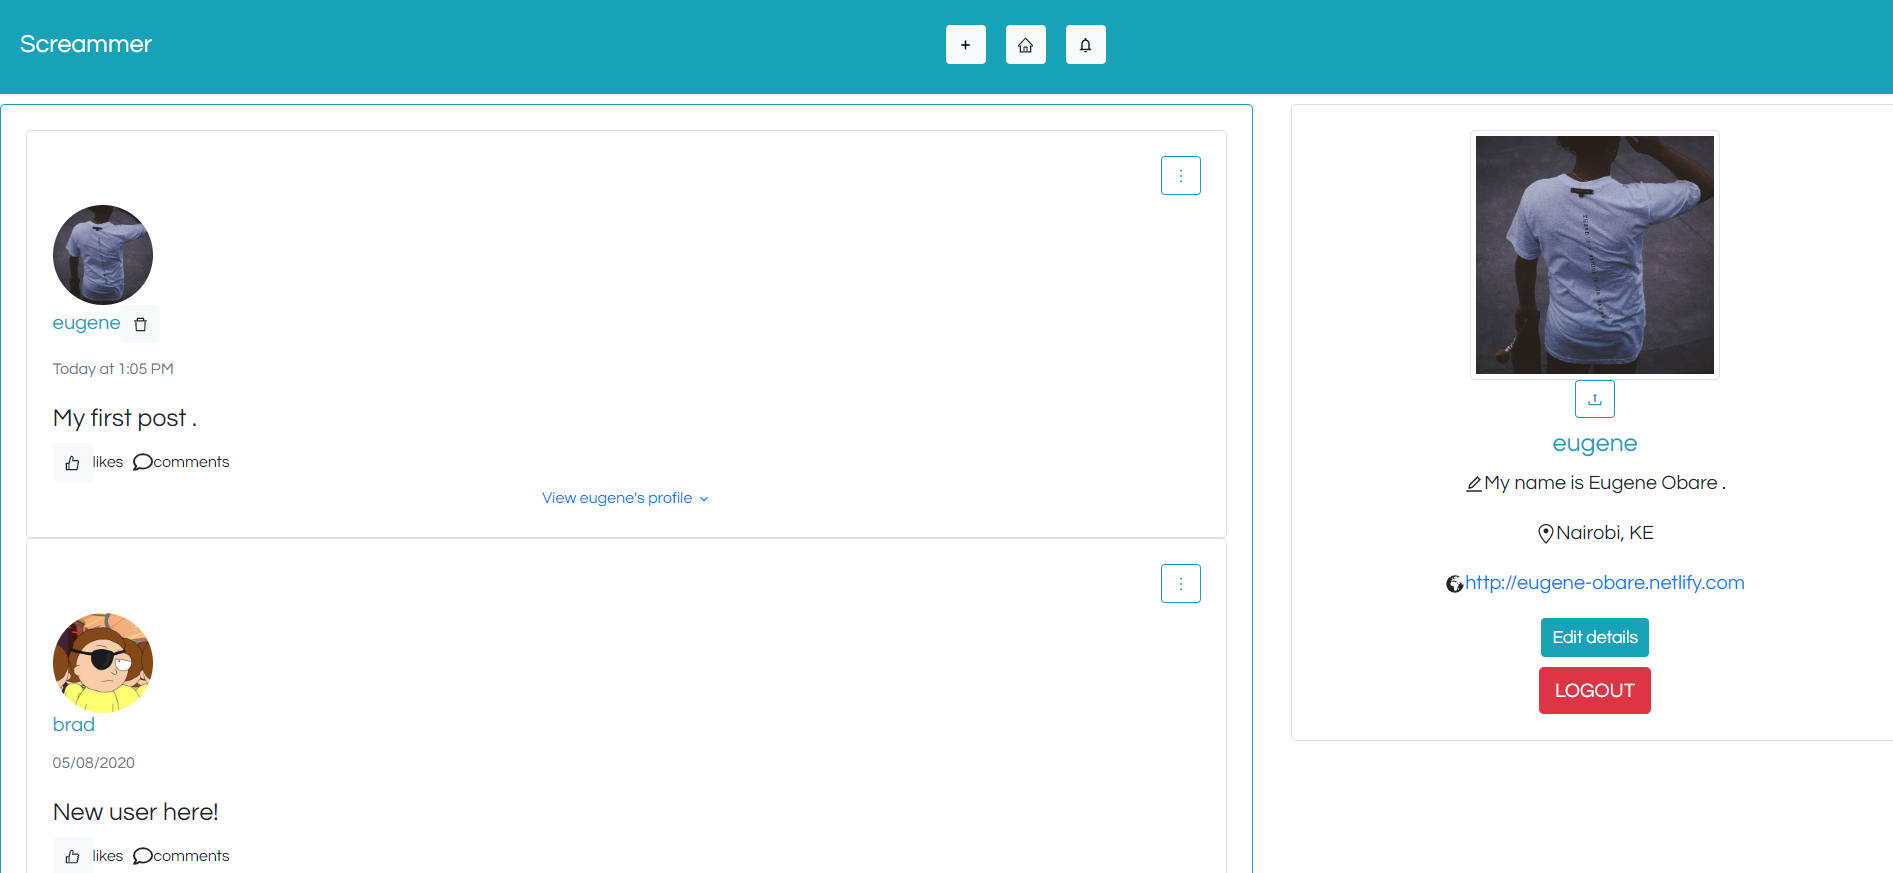 Screammer
eugene
Today at 1:05 PM
My first post .
likes comments
View eugene's profile
brad
05/08/2020
New user here!
likes comments
eugene
My name is Eugene Obare .
Nairobi, KE
http://eugene-obare.netlify.com
Edit details
LOGOUT